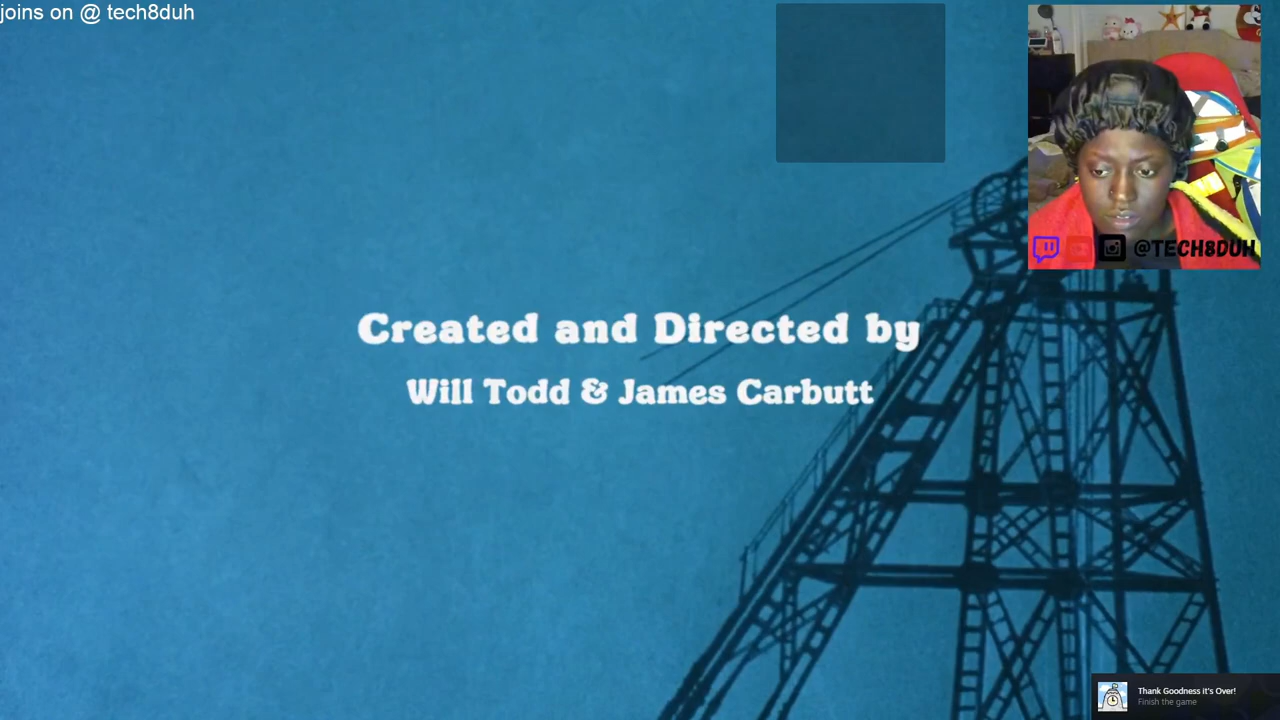 joins on @ tech8duh
@TECH8DUH
Created and Directed by
Will Todd & James Carbutt
Thank Goodness it's Over!
Finish the game